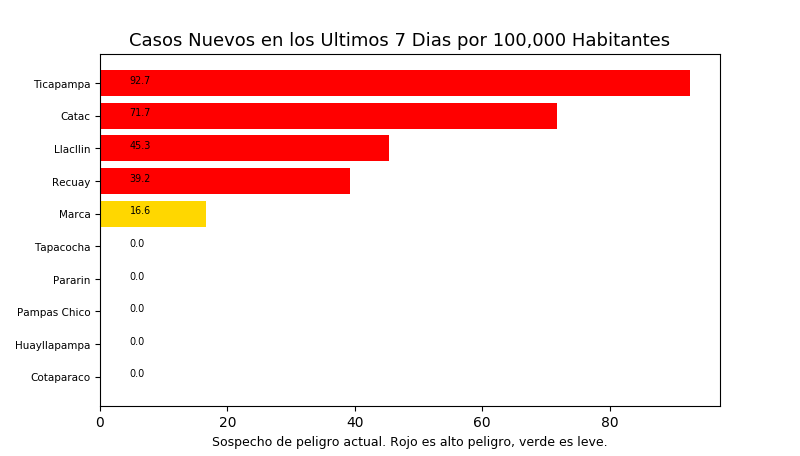 Casos Nuevos en los Ultimos 7 Dias por 100,000 Habitantes
Ticapampa 92.7
Catac 71.7
Llacllin 45.3
Recuay 39.2
Marca 16.6
Tapacocha 0.0
Pararin 0.0
Pampas Chico 0.0
Huayllapampa 0.0
Cotaparaco 0.0
0 20 40 60 80
Sospecho de peligro actual. Rojo es alto peligro, verde es leve.